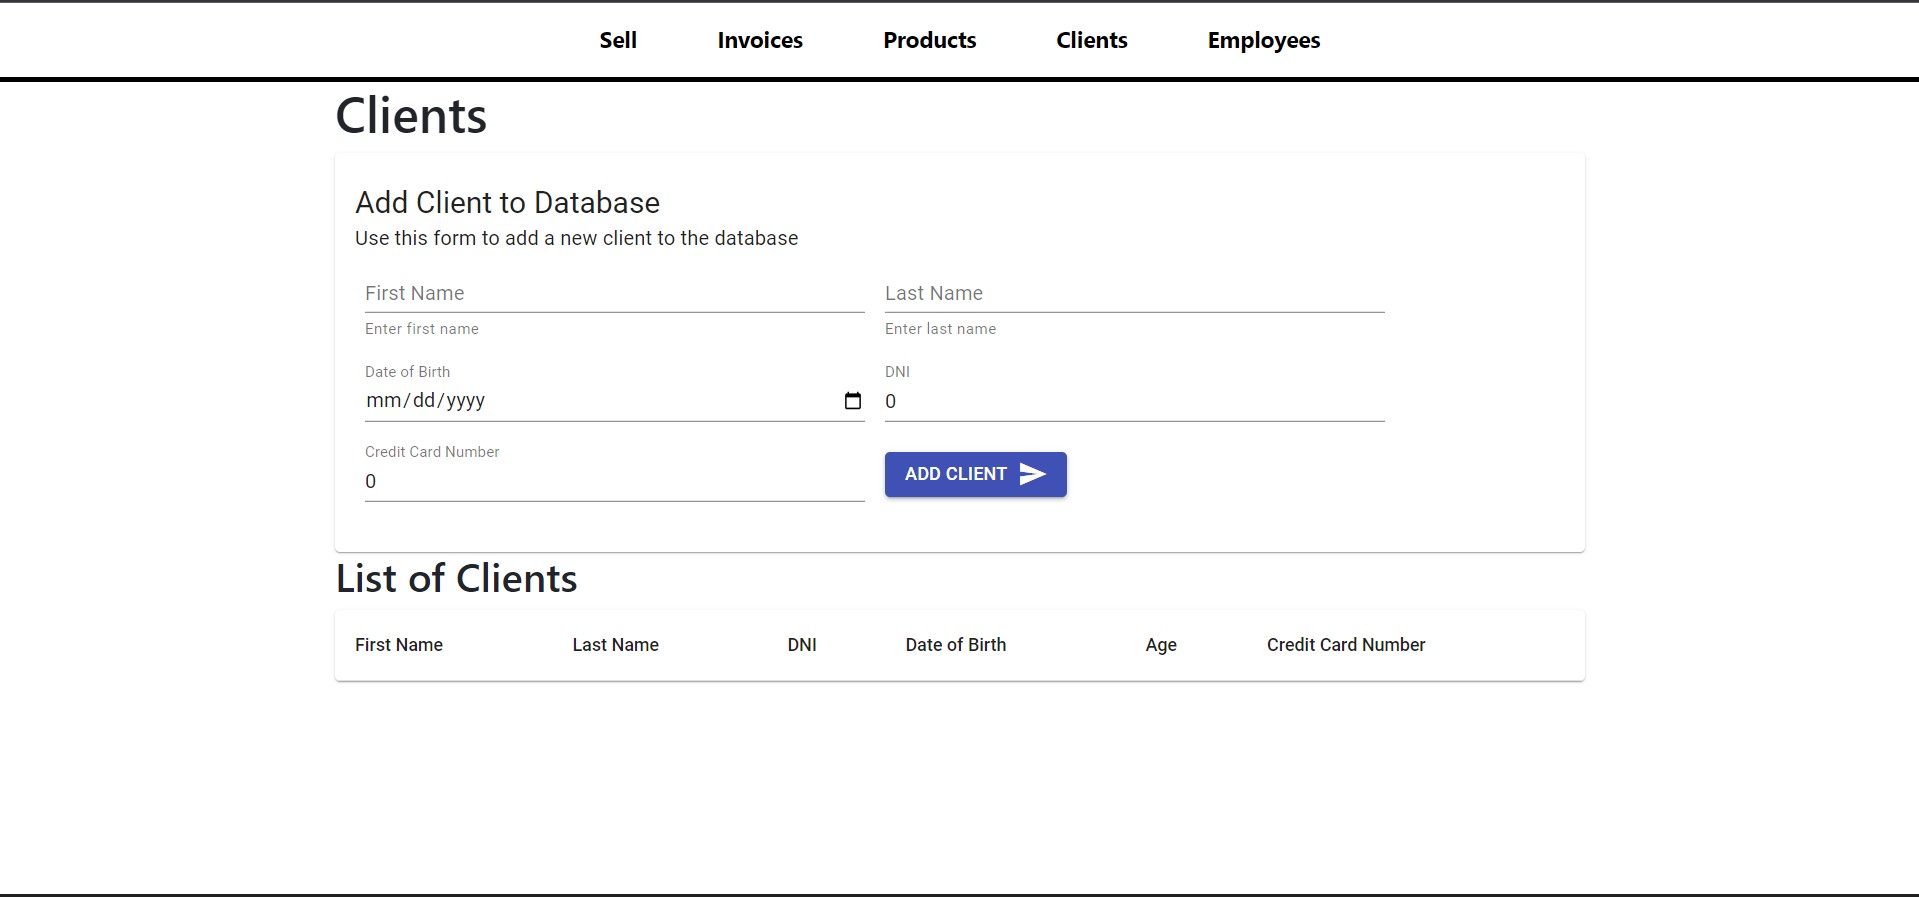 Sell Invoices Products Clients Employees
Clients
Add Client to Database
Use this form to add a new client to the database
First Name Last Name
Enter first name Enter last name
Date of Birth DNI
mm/dd/yyyy 0
Credit Card Number
0
ADD CLIENT
List of Clients
First Name Last Name DNI Date of Birth Age Credit Card Number